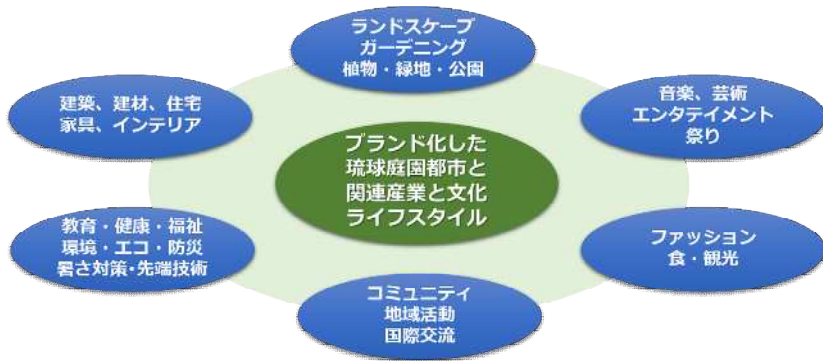 ランドスケープ
ガーデニング
植物・緑地・公園
建築、建材、住宅
家具、インテリア
音楽、芸術
エンタテイメント
祭り
ブランド化した
琉球庭園都市と
関連産業と文化
ライフスタイル
教育・健康・福祉
環境・エコ・防災
暑さ対策・先端技術
ファッション
食・観光
コミュニティ
地域活動
国際交流